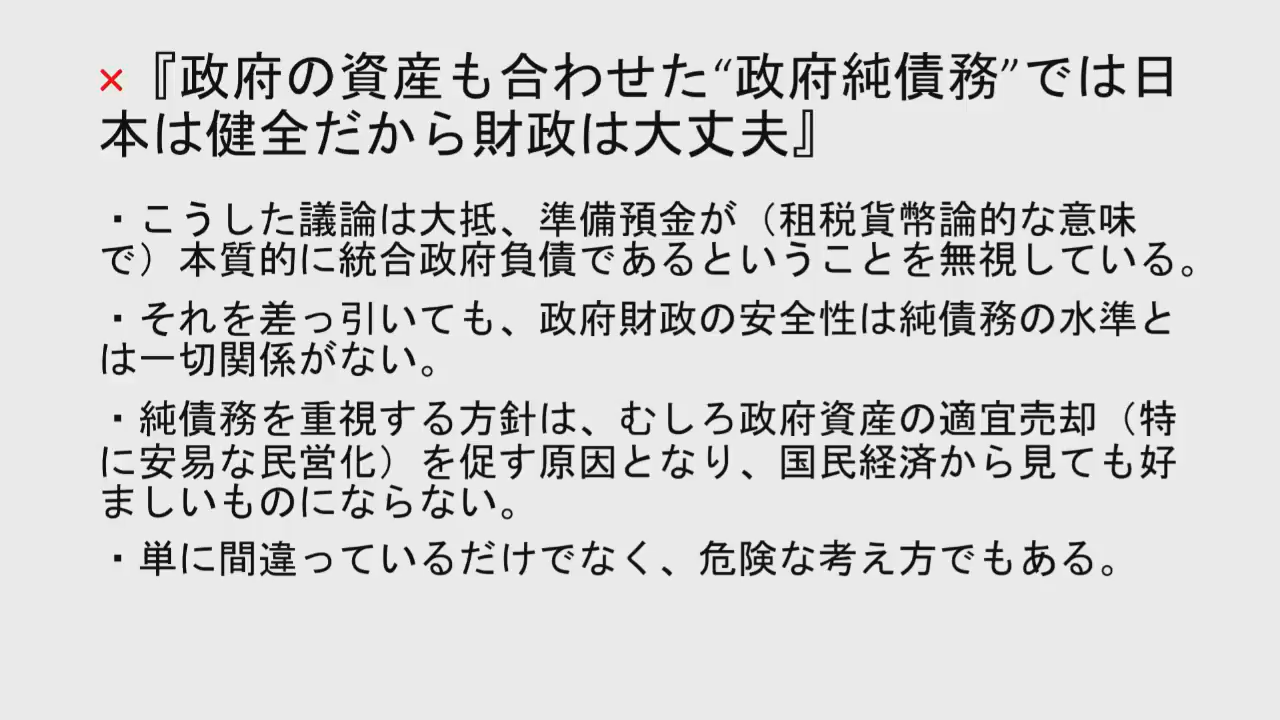 ×『政府の資産も合わせた“政府純債務”では日
本は健全だから財政は大丈夫』
・こうした議論は大抵、準備預金が（租税貨幣論的な意味
で）本質的に統合政府負債であるということを無視している。
・それを差っ引いても、政府財政の安全性は純債務の水準と
は一切関係がない。
・純債務を重視する方針は、むしろ政府資産の適宜売却（特
に安易な民営化）を促す原因となり、国民経済から見ても好
ましいものにならない。
・単に間違っているだけでなく、危険な考え方でもある。